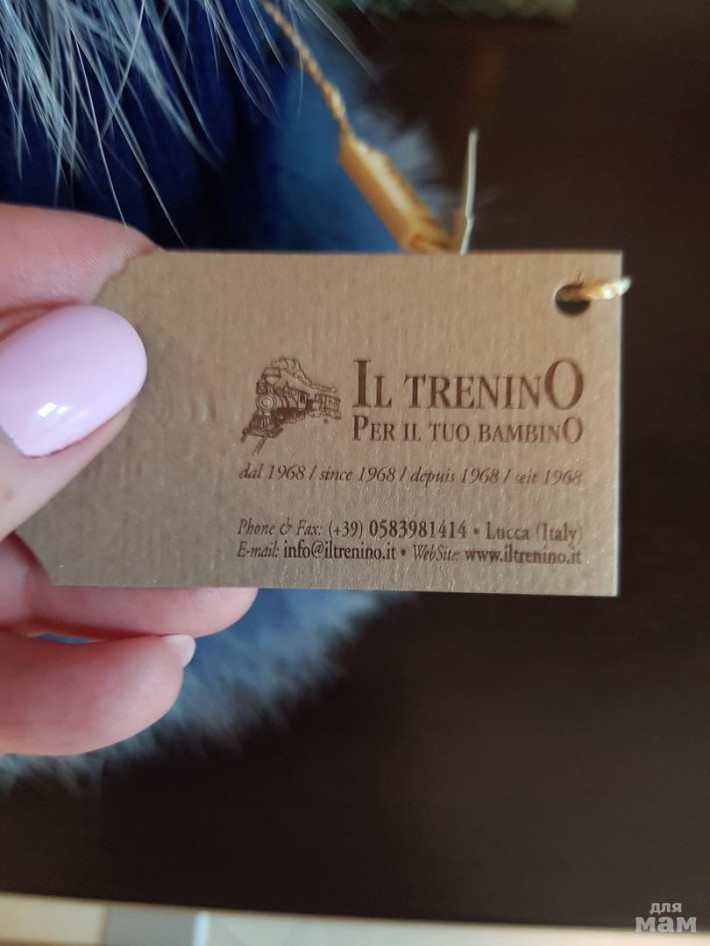 IL TRENINO
PER IL TUO BAMBINO
dal 1968 / since 1968 / depuis 1968 / seit 1968
Phone & Fax: (+39) 0583981414 • Lucca (Italy)
E-mail: info@iltrenino.it • WebSite: www.iltrenino.it
для
мам